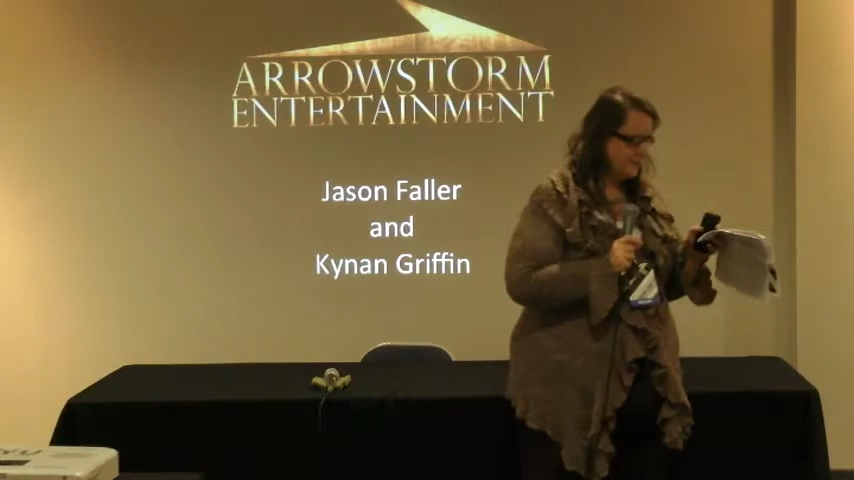 ARROWSTORM
ENTERTAINMENT
Jason Faller
and
Kynan Griffin